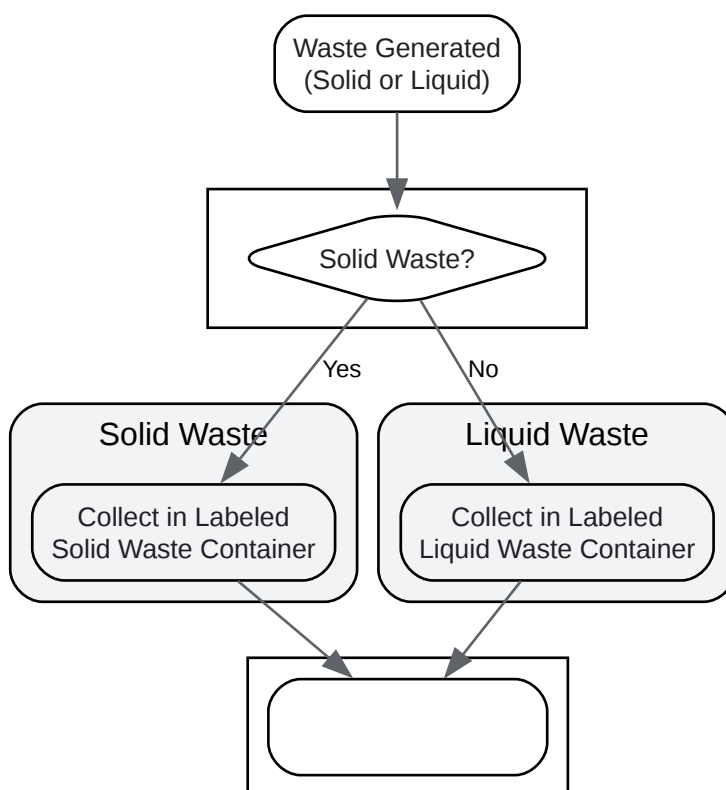 Waste Generated
(Solid or Liquid)
Solid Waste?
Yes
No
Solid Waste
Liquid Waste
Collect in Labeled
Solid Waste Container
Collect in Labeled
Liquid Waste Container